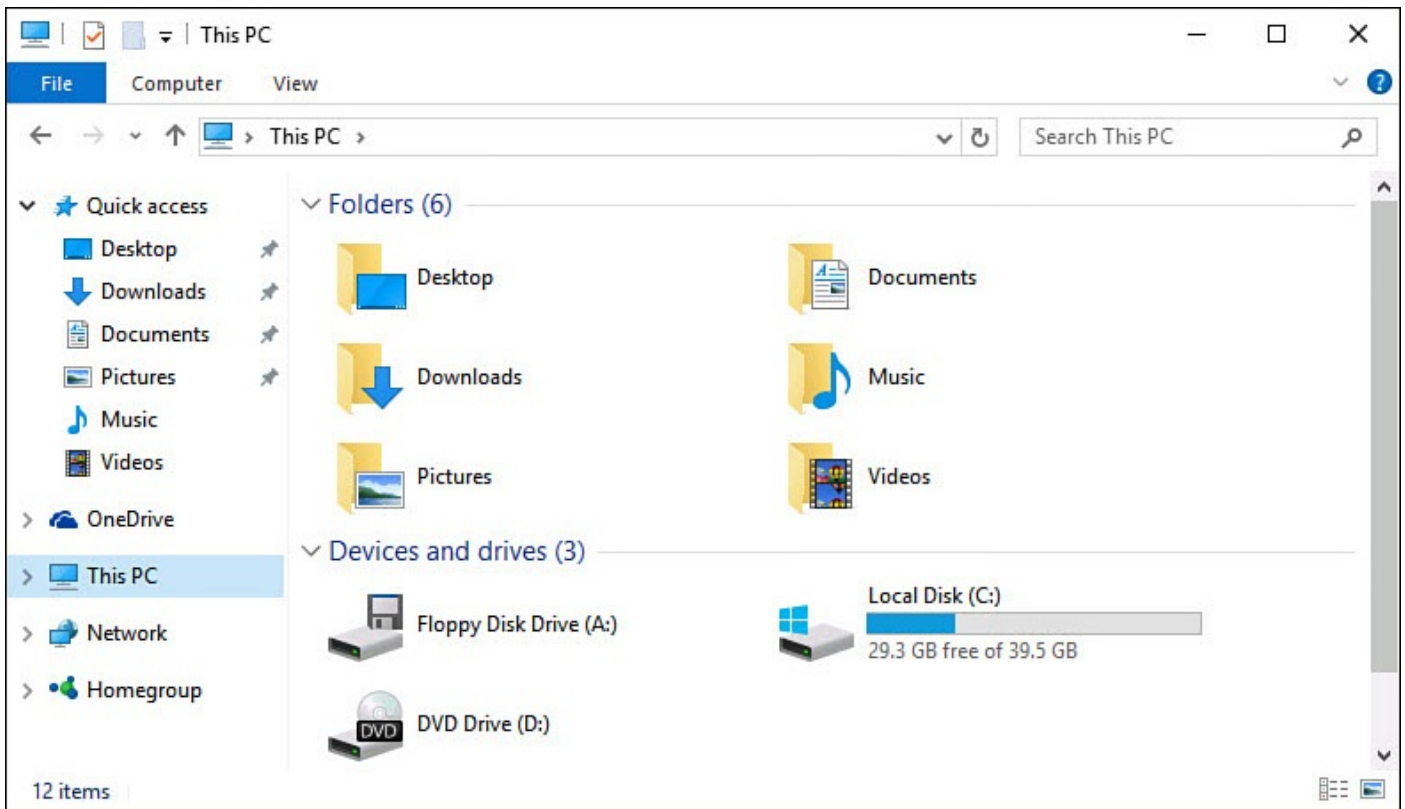 This PC
File Computer View
This PC
Search This PC
Quick access
Desktop
Downloads
Documents
Pictures
Music
Videos
OneDrive
This PC
Network
Homegroup
Folders (6)
Desktop
Documents
Downloads
Music
Pictures
Videos
Devices and drives (3)
Floppy Disk Drive (A:)
Local Disk (C:)
29.3 GB free of 39.5 GB
DVD
DVD Drive (D:)
12 items